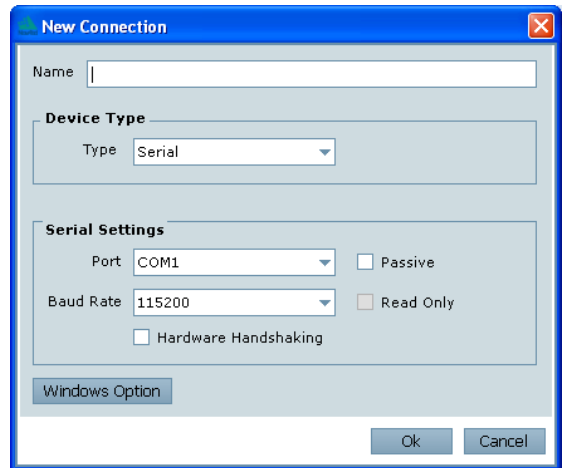 New Connection
Name
Device Type
Type Serial
Serial Settings
Port COM1 Passive
Baud Rate 115200 Read Only
Hardware Handshaking
Windows Option
Ok Cancel